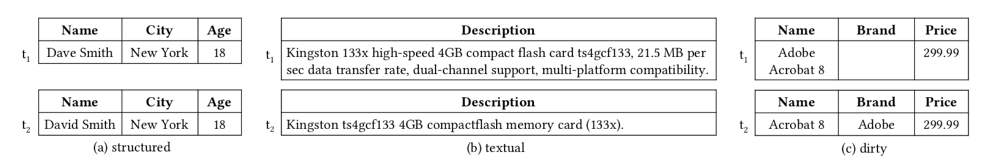 Name City Age
t1 Dave Smith New York 18
Name City Age
t2 David Smith New York 18
(a) structured
Description
t1 Kingston 133x high-speed 4GB compact flash card ts4gcf133, 21.5 MB per
sec data transfer rate, dual-channel support, multi-platform compatibility.
Description
t2 Kingston ts4gcf133 4GB compactflash memory card (133x).
(b) textual
Name Brand Price
t1 Adobe 299.99
Acrobat 8
Name Brand Price
t2 Acrobat 8 Adobe 299.99
(c) dirty